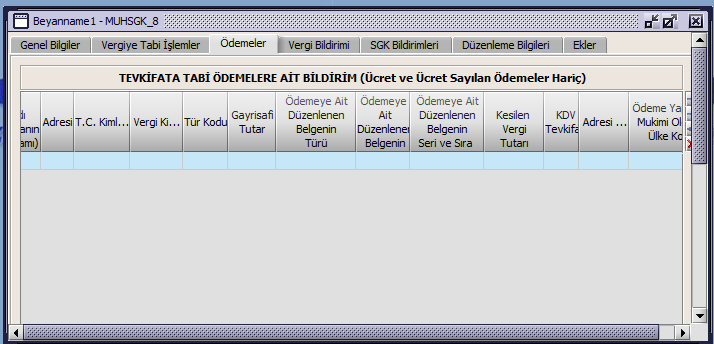 Beyanname1 - MUHSGK_8
Genel Bilgiler Vergiye Tabi İşlemler Ödemeler Vergi Bildirimi SGK Bildirimleri Düzenleme Bilgileri Ekler
TEVKİFATA TABİ ÖDEMELERE AİT BİLDİRİM (Ücret ve Ücret Sayılan Ödemeler Hariç)
Adresi
T.C. Kiml...
Vergi Ki...
Tür Kodu
Gayrisafi
Tutar
Ödemeye Ait
Düzenlenen
Belgenin
Türü
Ödemeye
Ait
Düzenlenen
Belgenin
Ödemeye Ait
Düzenlenen
Belgenin
Seri ve Sıra
Kesilen
Vergi
Tutarı
KDV
Tevkifa
Adresi ...
Ödeme Ya
Mukimi Ol
Ülke Ko